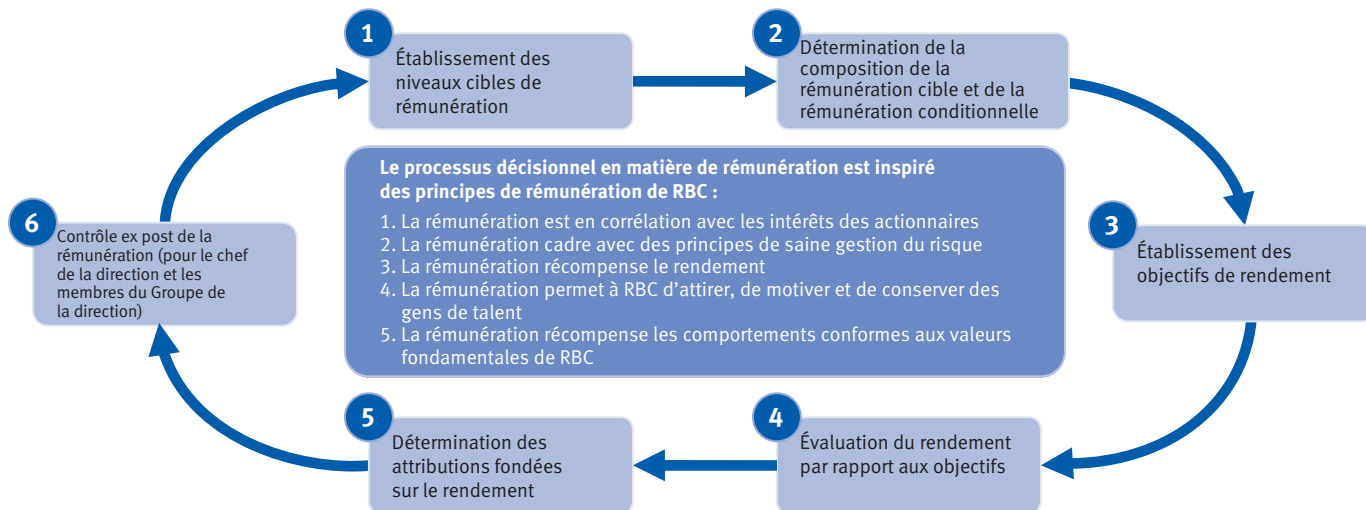 1
Établissement des
niveaux cibles de
rémunération
2
Détermination de la
composition de la
rémunération cible et de la
rémunération conditionnelle
Le processus décisionnel en matière de rémunération est inspiré
des principes de rémunération de RBC :
1. La rémunération est en corrélation avec les intérêts des actionnaires
2. La rémunération cadre avec des principes de saine gestion du risque
3. La rémunération récompense le rendement
4. La rémunération permet à RBC d'attirer, de motiver et de conserver des
gens de talent
5. La rémunération récompense les comportements conformes aux valeurs
fondamentales de RBC
3
Établissement des
objectifs de rendement
4
Évaluation du rendement
par rapport aux objectifs
5
Détermination des
attributions fondées
sur le rendement
6
Contrôle ex post de la
rémunération (pour le chef
de la direction et les
membres du Groupe de
la direction)